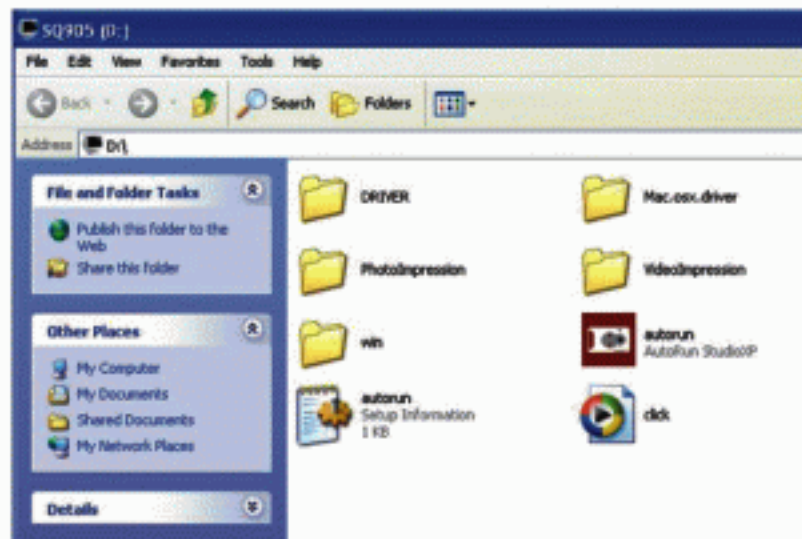 SQ905 (D:)
File Edit View Favorites Tools Help
Back Search Folders
Address D:\
File and Folder Tasks
Publish this folder to the
Web
Share this folder
Other Places
My Computer
My Documents
Shared Documents
My Network Places
Details
DRIVER Mac.osx.driver
PhotoImpression VideoImpression
win autorun
AutoRun StudioXP
autorun click
Setup Information
1 KB